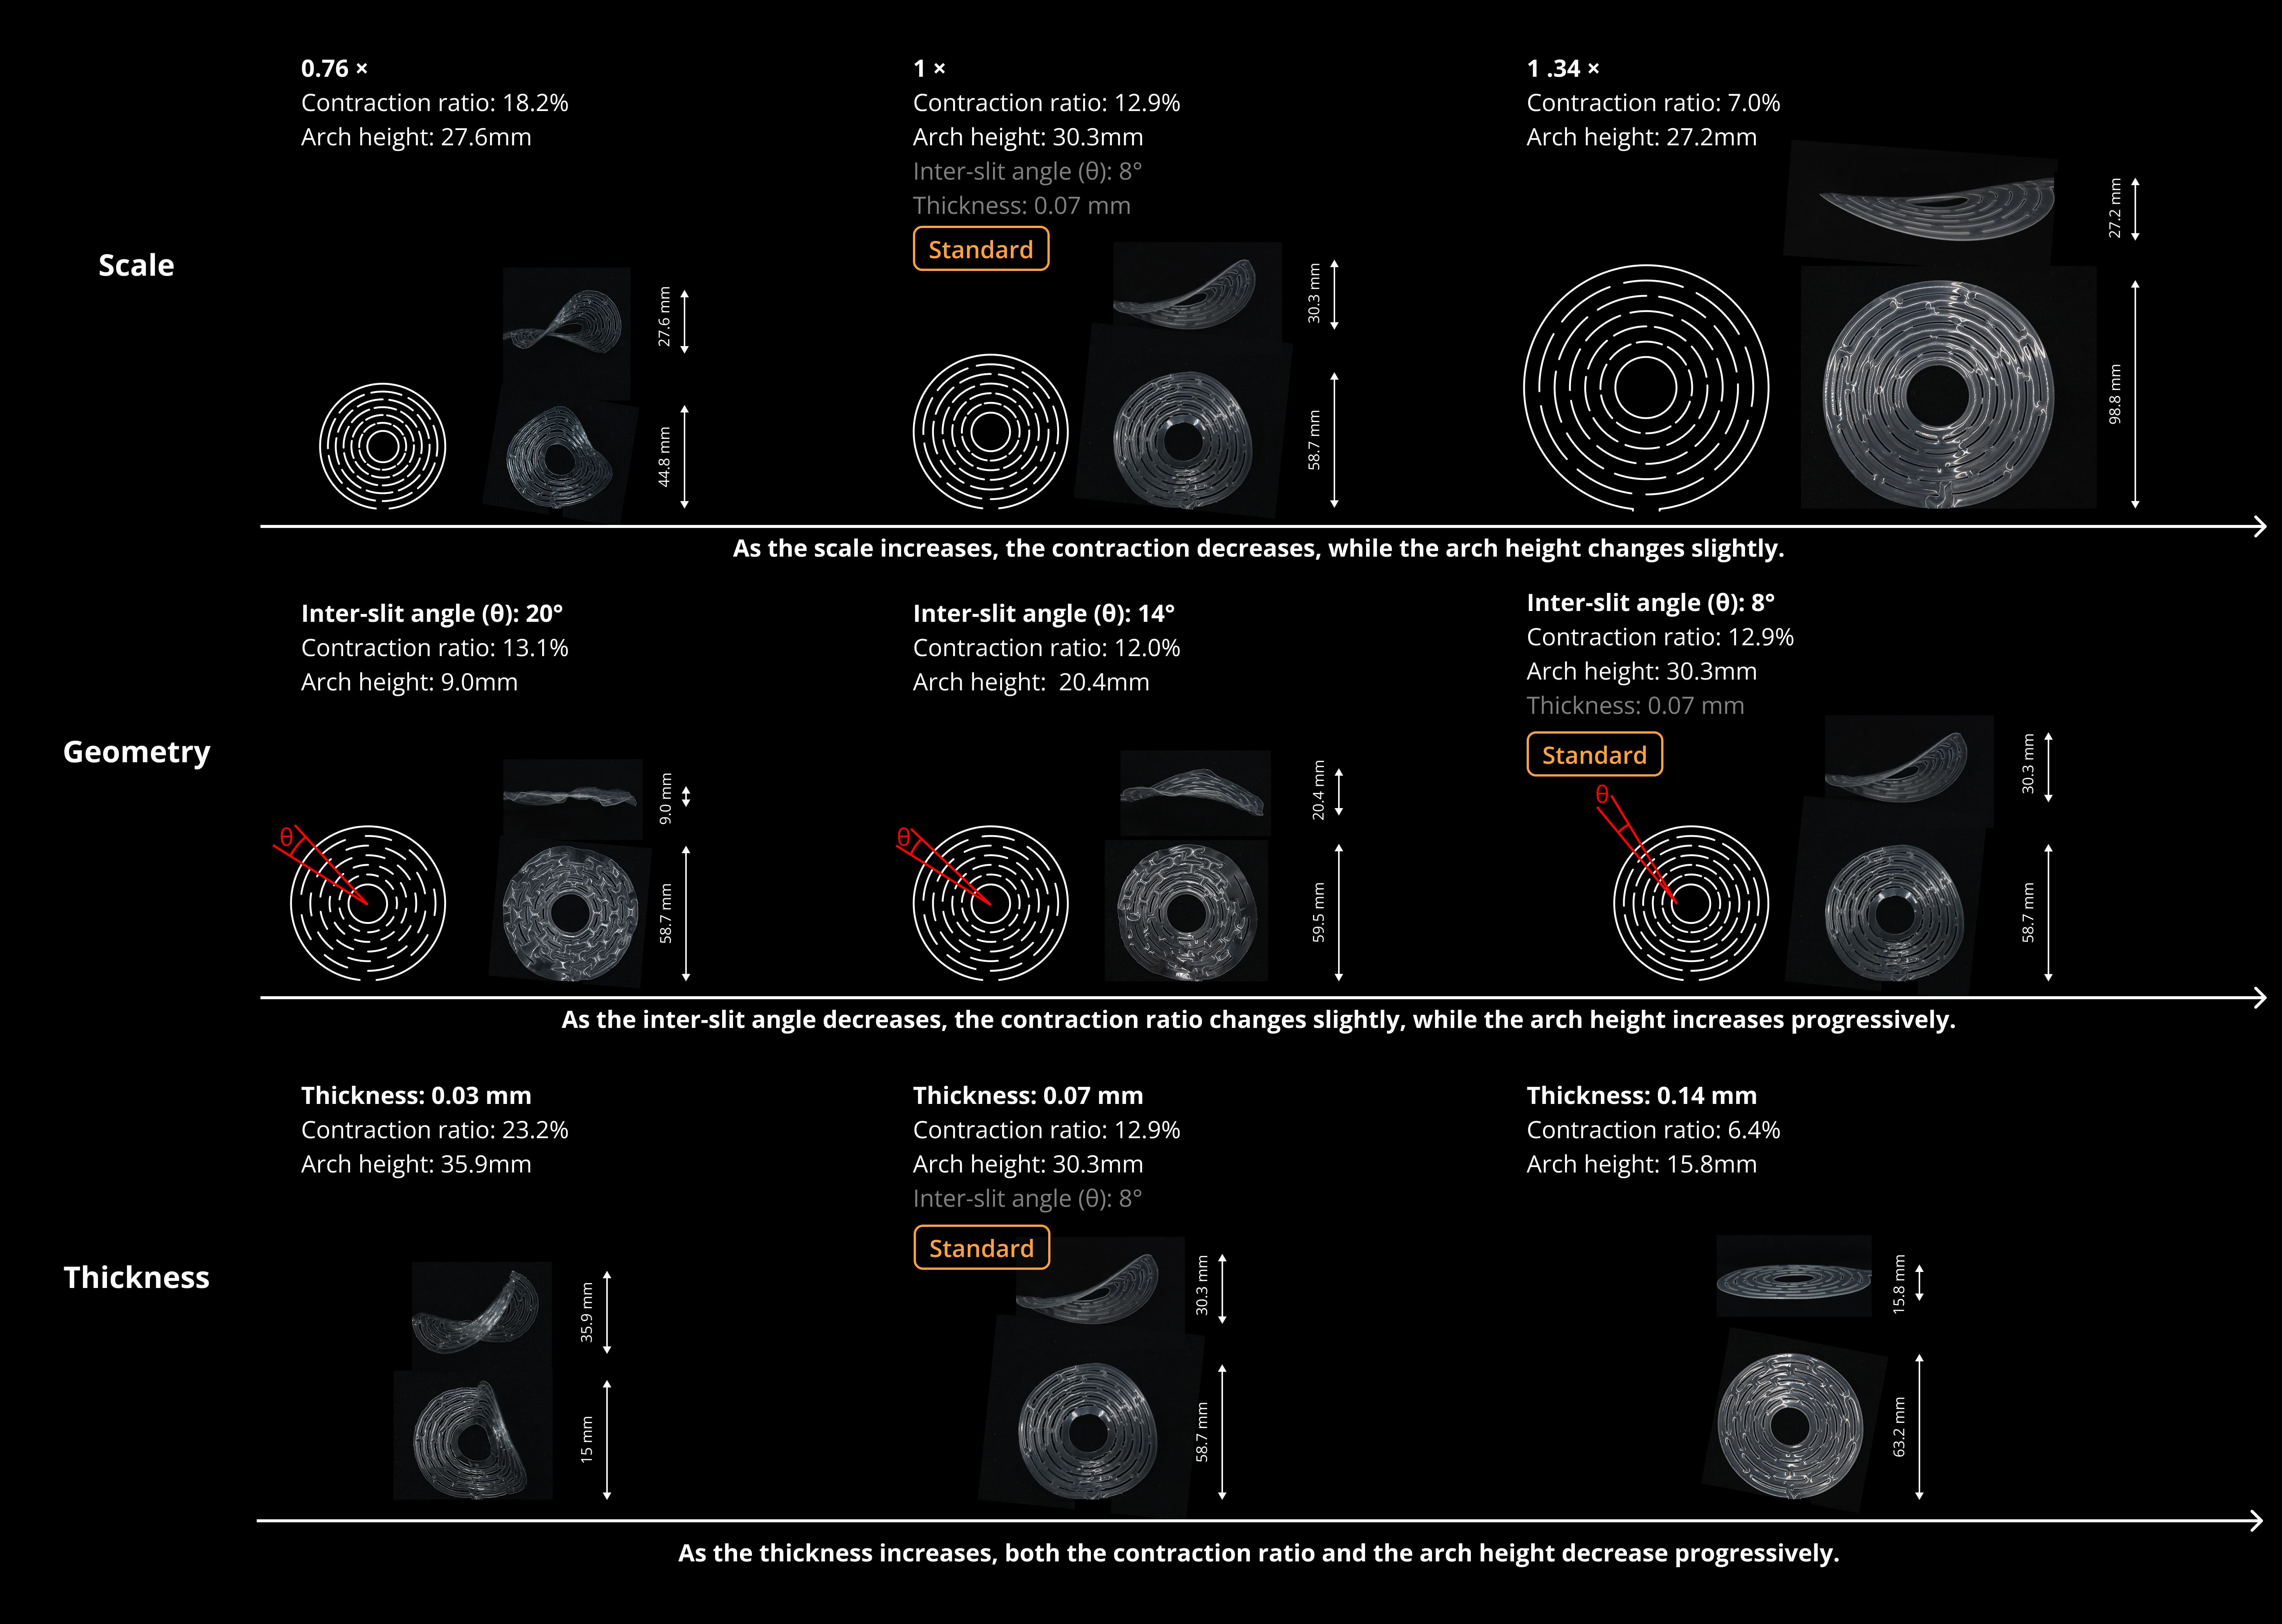 0.76 ×
Contraction ratio: 18.2%
Arch height: 27.6mm
1 ×
Contraction ratio: 12.9%
Arch height: 30.3mm
Inter-slit angle (θ): 8°
Thickness: 0.07 mm
Standard
1 .34 ×
Contraction ratio: 7.0%
Arch height: 27.2mm
Scale
27.6 mm
44.8 mm
30.3 mm
58.7 mm
27.2 mm
98.8 mm
As the scale increases, the contraction decreases, while the arch height changes slightly.
Inter-slit angle (θ): 20°
Contraction ratio: 13.1%
Arch height: 9.0mm
Inter-slit angle (θ): 14°
Contraction ratio: 12.0%
Arch height:  20.4mm
Inter-slit angle (θ): 8°
Contraction ratio: 12.9%
Arch height: 30.3mm
Thickness: 0.07 mm
Standard
Geometry
θ
9.0 mm
58.7 mm
θ
20.4 mm
59.5 mm
θ
30.3 mm
58.7 mm
As the inter-slit angle decreases, the contraction ratio changes slightly, while the arch height increases progressively.
Thickness: 0.03 mm
Contraction ratio: 23.2%
Arch height: 35.9mm
Thickness: 0.07 mm
Contraction ratio: 12.9%
Arch height: 30.3mm
Inter-slit angle (θ): 8°
Standard
Thickness: 0.14 mm
Contraction ratio: 6.4%
Arch height: 15.8mm
Thickness
35.9 mm
15 mm
30.3 mm
58.7 mm
15.8 mm
63.2 mm
As the thickness increases, both the contraction ratio and the arch height decrease progressively.